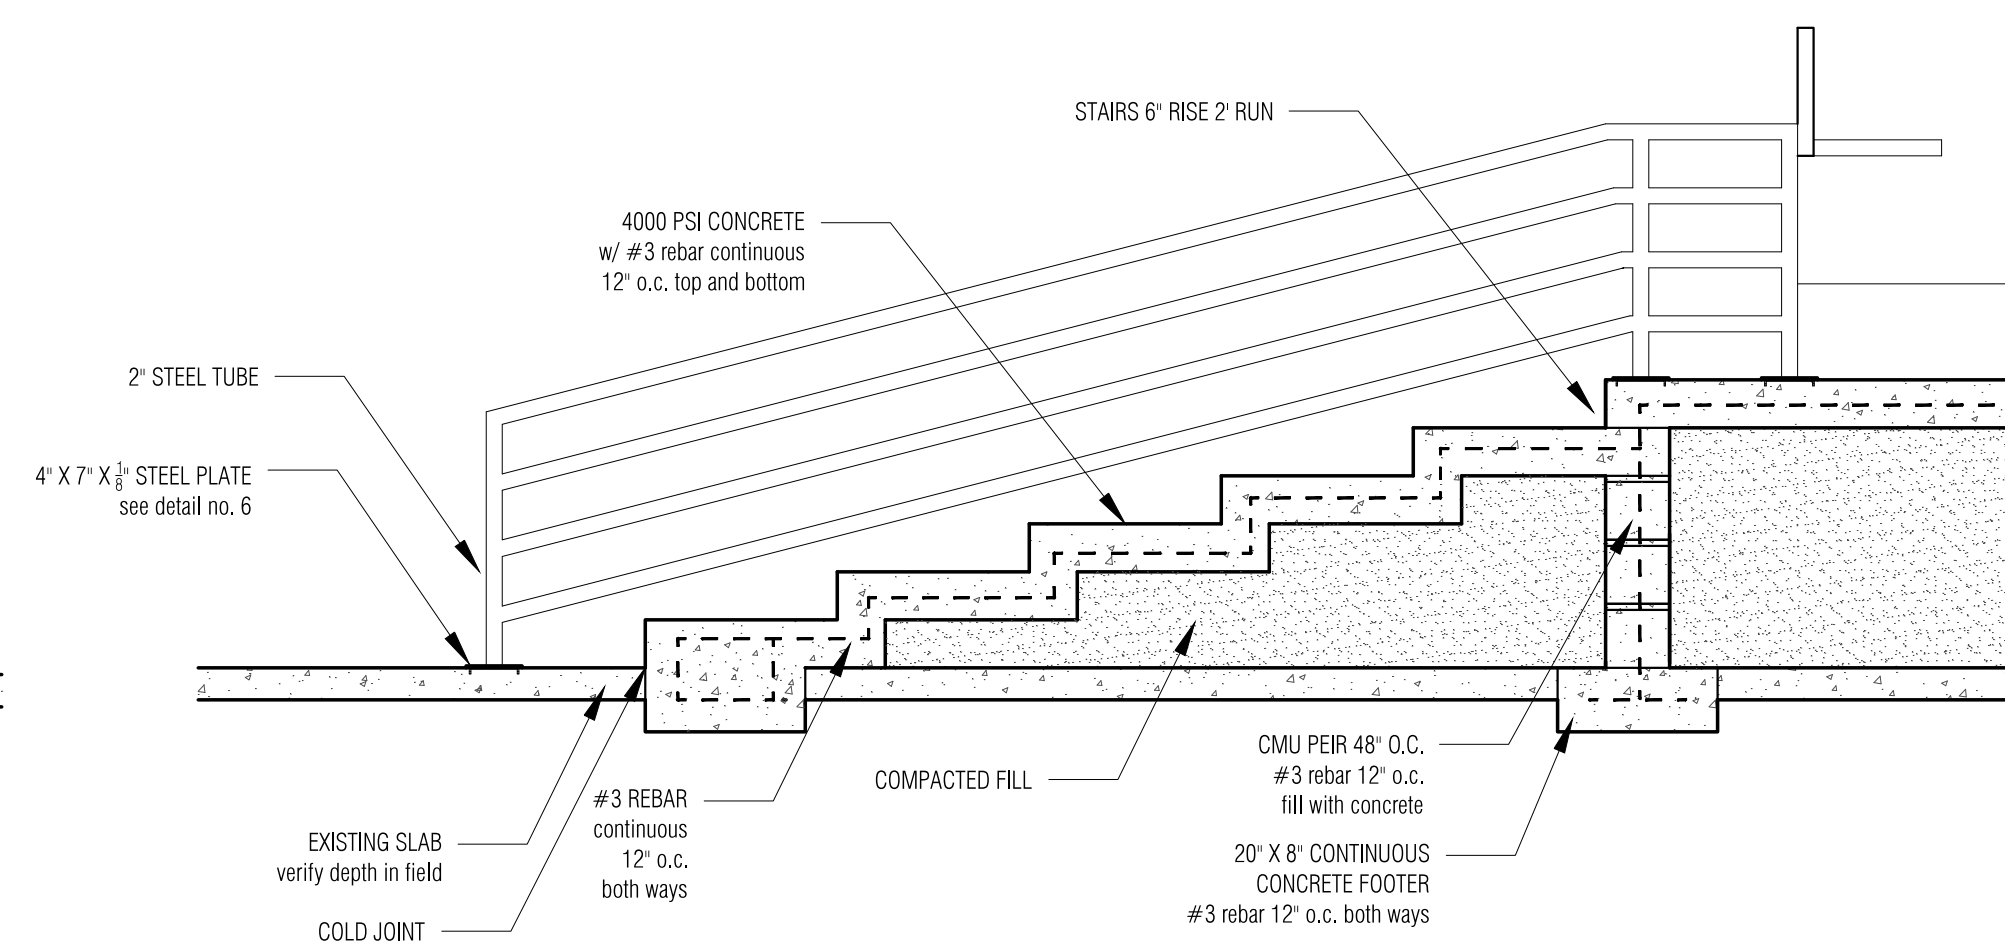 STAIRS 6" RISE 2' RUN
4000 PSI CONCRETE
w/ #3 rebar continuous
12" o.c. top and bottom
2" STEEL TUBE
4" X 7" X 1/8" STEEL PLATE
see detail no. 6
EXISTING SLAB
verify depth in field
COLD JOINT
#3 REBAR
continuous
12" o.c.
both ways
COMPACTED FILL
CMU PEIR 48" O.C.
#3 rebar 12" o.c.
fill with concrete
20" X 8" CONTINUOUS
CONCRETE FOOTER
#3 rebar 12" o.c. both ways